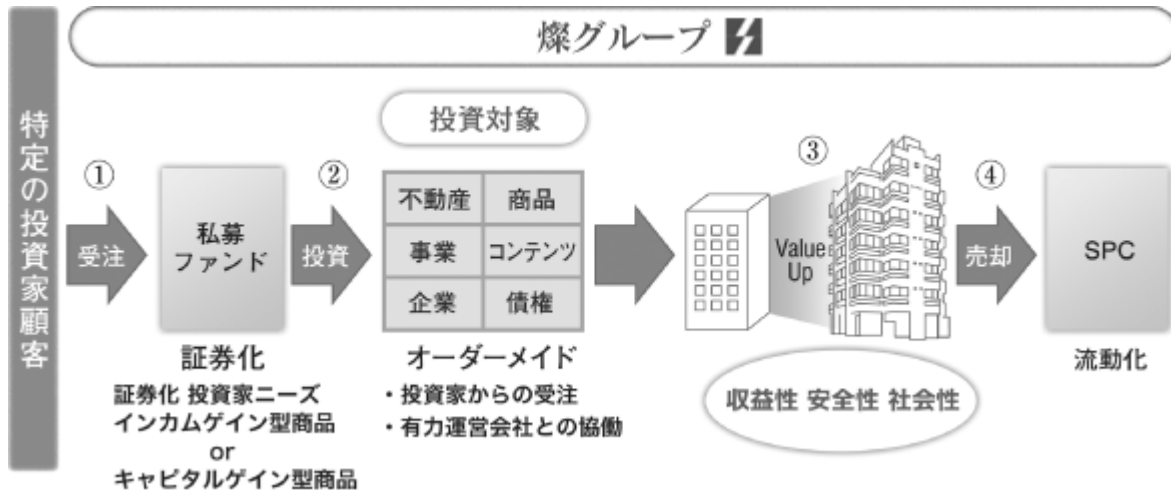 燦グループ
特定の投資家顧客
投資対象
①
受注
私募
ファンド
証券化
証券化 投資家ニーズ
インカムゲイン型商品
or
キャピタルゲイン型商品
②
投資
不動産 商品
事業 コンテンツ
企業 債権
オーダーメイド
・投資家からの受注
・有力運営会社との協働
③
Value
Up
収益性 安全性 社会性
④
売却
SPC
流動化